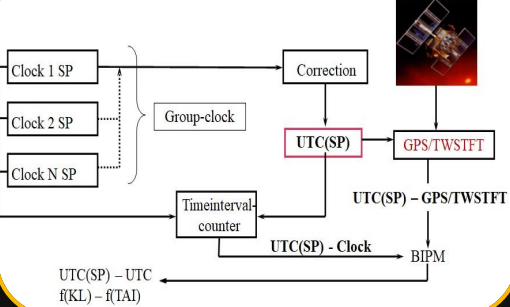 Clock 1 SP
Correction
Clock 2 SP
Group-clock
UTC(SP)
GPS/TWSTFT
Clock N SP
UTC(SP) – GPS/TWSTFT
Timeinterval-
counter
UTC(SP) - Clock
BIPM
UTC(SP) – UTC
f(KL) – f(TAI)